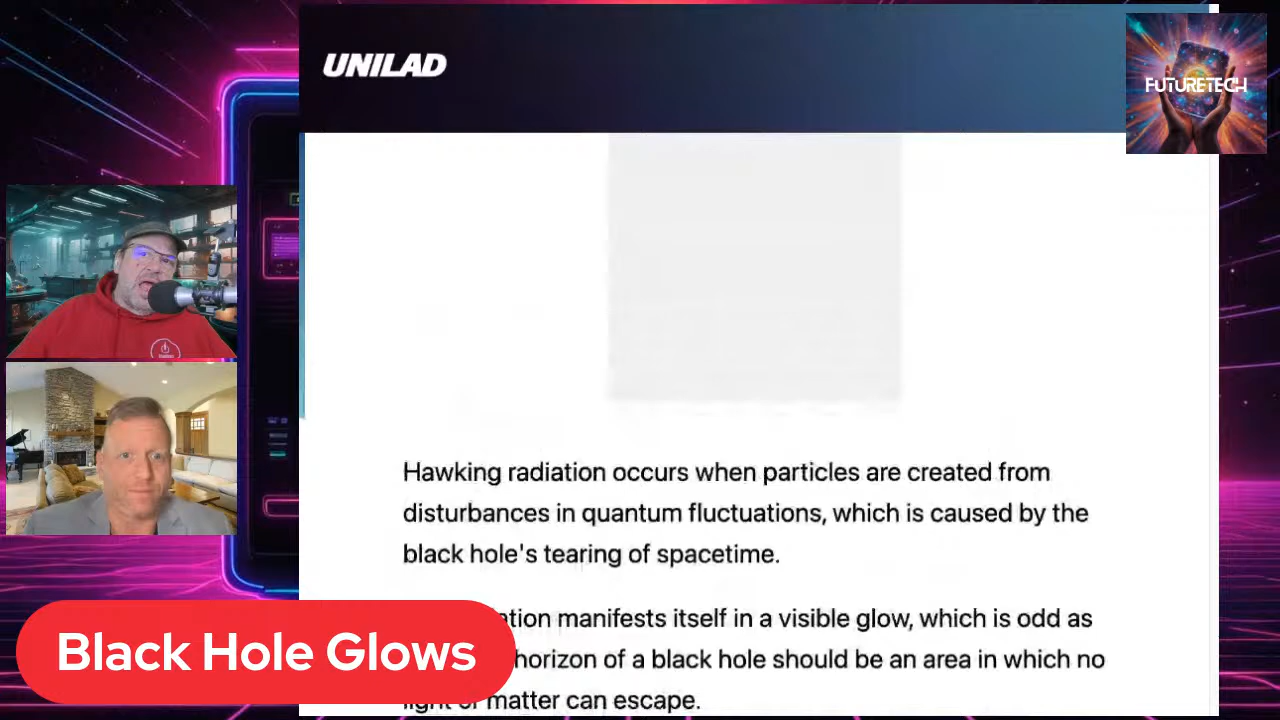 UNILAD
FUTURETECH
Hawking radiation occurs when particles are created from
disturbances in quantum fluctuations, which is caused by the
black hole's tearing of spacetime.
manifests itself in a visible glow, which is odd as
horizon of a black hole should be an area in which no
matter can escape.
Black Hole Glows